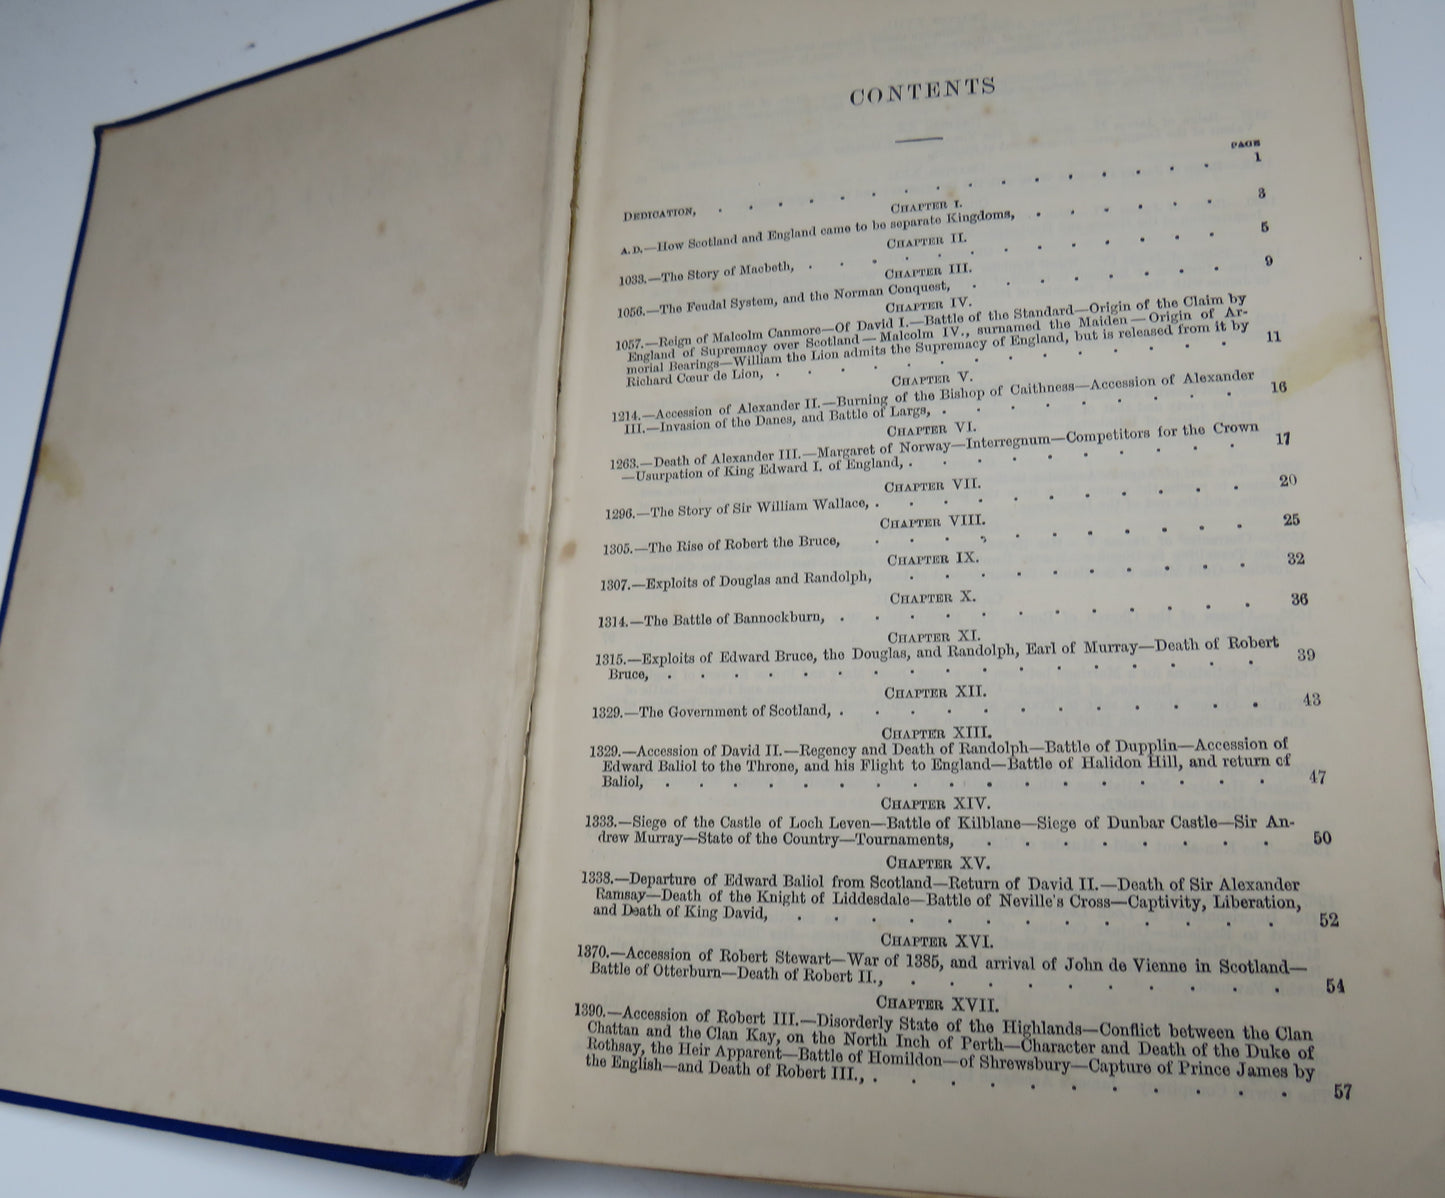 CONTENTS
PAGE
DEDICATION, . . . . . . . . . . . . . . . . 1
CHAPTER I.
A.D.—How Scotland and England came to be separate Kingdoms, . . . . . . 3
CHAPTER II.
1033.—The Story of Macbeth, . . . . . . . . . . . . . 5
CHAPTER III.
1056.—The Feudal System, and the Norman Conquest, . . . . . . . . 9
CHAPTER IV.
1057.—Reign of Malcolm Canmore—Of David I.—Battle of the Standard—Origin of the Claim by
England of Supremacy over Scotland—Malcolm IV., surnamed the Maiden—Origin of Ar-
morial Bearings—William the Lion admits the Supremacy of England, but is released from it by
Richard Cœur de Lion, . . . . . . . . . . . . . . 11
CHAPTER V.
1214.—Accession of Alexander II.—Burning of the Bishop of Caithness—Accession of Alexander
III.—Invasion of the Danes, and Battle of Largs, . . . . . . . . . 16
CHAPTER VI.
1263.—Death of Alexander III.—Margaret of Norway—Interregnum—Competitors for the Crown
—Usurpation of King Edward I. of England, . . . . . . . . . . 17
CHAPTER VII.
1296.—The Story of Sir William Wallace, . . . . . . . . . . . 20
CHAPTER VIII.
1305.—The Rise of Robert the Bruce, . . . . . . . . . . . 25
CHAPTER IX.
1307.—Exploits of Douglas and Randolph, . . . . . . . . . . 32
CHAPTER X.
1314.—The Battle of Bannockburn, . . . . . . . . . . . . 36
CHAPTER XI.
1315.—Exploits of Edward Bruce, the Douglas, and Randolph, Earl of Murray—Death of Robert
Bruce, . . . . . . . . . . . . . . . . . . 39
CHAPTER XII.
1329.—The Government of Scotland, . . . . . . . . . . . . 43
CHAPTER XIII.
1329.—Accession of David II.—Regency and Death of Randolph—Battle of Dupplin—Accession of
Edward Baliol to the Throne, and his Flight to England—Battle of Halidon Hill, and return of
Baliol, . . . . . . . . . . . . . . . . . . 47
CHAPTER XIV.
1333.—Siege of the Castle of Loch Leven—Battle of Kilblane—Siege of Dunbar Castle—Sir An-
drew Murray—State of the Country—Tournaments, . . . . . . . . 50
CHAPTER XV.
1338.—Departure of Edward Baliol from Scotland—Return of David II.—Death of Sir Alexander
Ramsay—Death of the Knight of Liddesdale—Battle of Neville's Cross—Captivity, Liberation,
and Death of King David, . . . . . . . . . . . . . 52
CHAPTER XVI.
1370.—Accession of Robert Stewart—War of 1385, and arrival of John de Vienne in Scotland—
Battle of Otterburn—Death of Robert II., . . . . . . . . . . 54
CHAPTER XVII.
1390.—Accession of Robert III.—Disorderly State of the Highlands—Conflict between the Clan
Chattan and the Clan Kay, on the North Inch of Perth—Character and Death of the Duke of
Rothsay, the Heir Apparent—Battle of Homildon—of Shrewsbury—Capture of Prince James by
the English—and Death of Robert III., . . . . . . . . . . . . 57